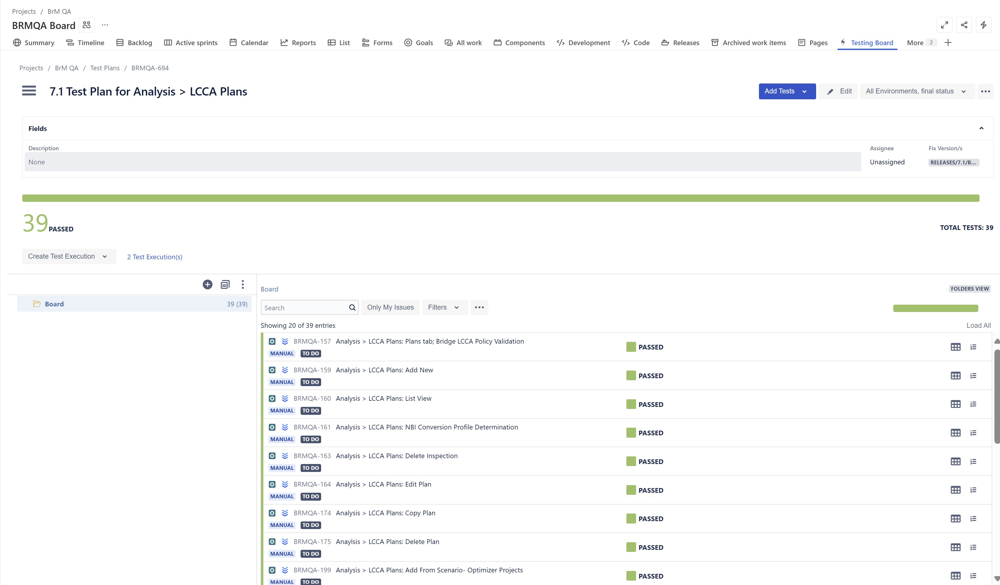 Projects / BrM QA
BRMQA Board
Summary Timeline Backlog Active sprints Calendar Reports List Forms Goals All work Components Development Code Releases Archived work items Pages Testing Board More 2
Projects / BrM QA / Test Plans / BRMQA-694
7.1 Test Plan for Analysis > LCCA Plans
Add Tests Edit All Environments, final status
Fields
Description Assignee Fix Version/s
None Unassigned RELEASES/7.1/B...
39 PASSED
TOTAL TESTS: 39
Create Test Execution 2 Test Execution(s)
Board FOLDERS VIEW
Board 39 (39)
Search Only My Issues Filters
Showing 20 of 39 entries Load All
BRMQA-157 Analysis > LCCA Plans: Plans tab; Bridge LCCA Policy Validation
PASSED
MANUAL TO DO
BRMQA-159 Analysis > LCCA Plans: Add New
PASSED
MANUAL TO DO
BRMQA-160 Analysis > LCCA Plans: List View
PASSED
MANUAL TO DO
BRMQA-161 Analysis > LCCA Plans: NBI Conversion Profile Determination
PASSED
MANUAL TO DO
BRMQA-163 Analysis > LCCA Plans: Delete Inspection
PASSED
MANUAL TO DO
BRMQA-164 Analysis > LCCA Plans: Edit Plan
PASSED
MANUAL TO DO
BRMQA-174 Analysis > LCCA Plans: Copy Plan
PASSED
MANUAL TO DO
BRMQA-175 Anaylsis > LCCA Plans: Delete Plan
PASSED
MANUAL TO DO
BRMQA-199 Analysis > LCCA Plans: Add From Scenario- Optimizer Projects
PASSED
MANUAL TO DO